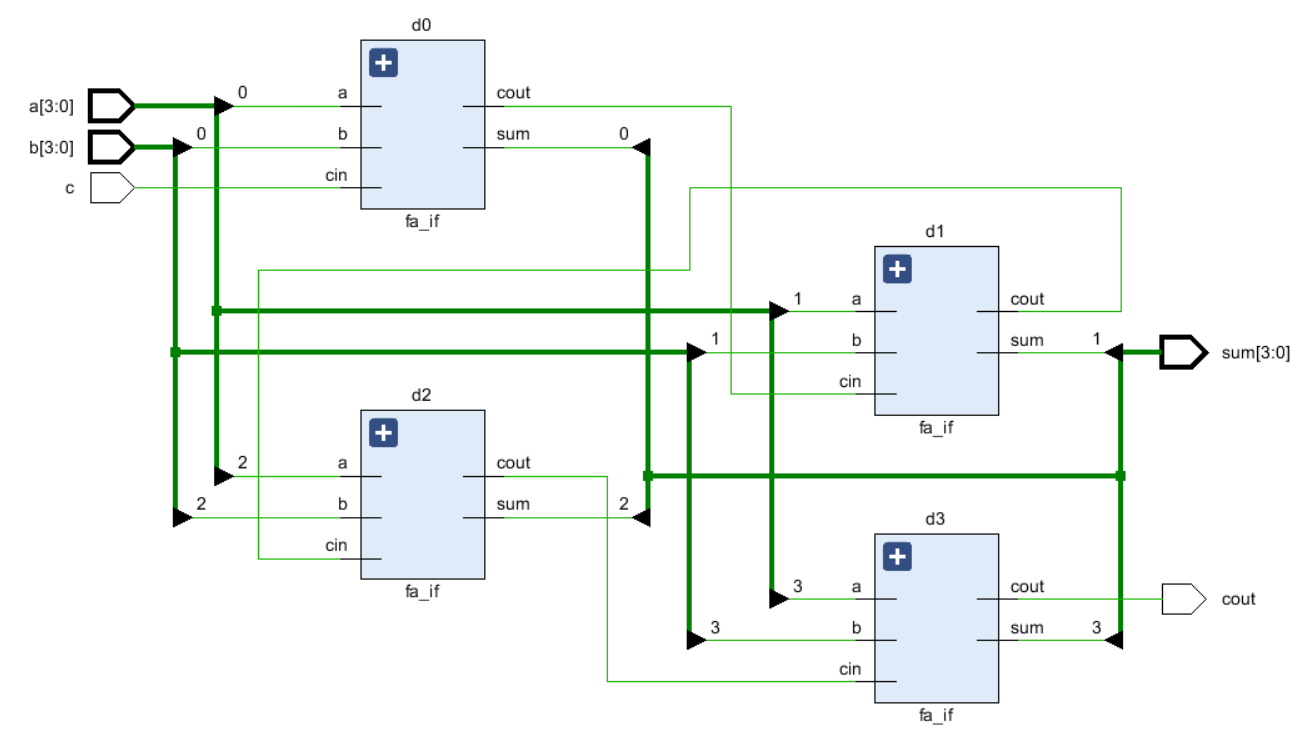 d0
a[3:0]
0
a
cout
b[3:0]
0
b
sum
0
c
cin
fa_if
d1
1
a
cout
1
b
sum
1
sum[3:0]
cin
fa_if
d2
2
a
cout
2
b
sum
2
cin
fa_if
d3
3
a
cout
cout
3
b
sum
3
cin
fa_if